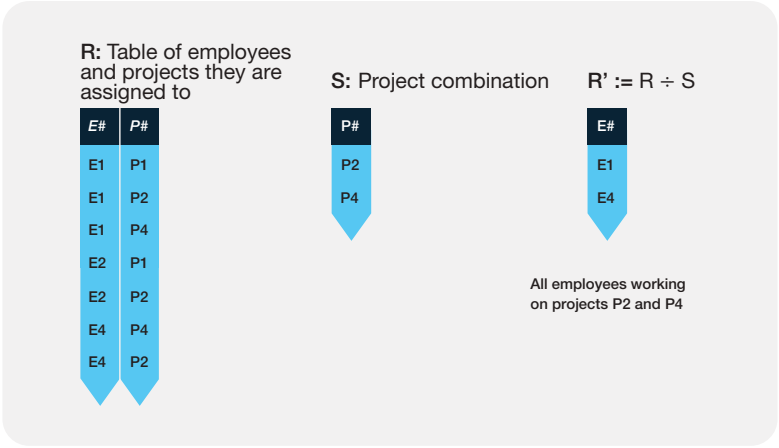 R: Table of employees
and projects they are
assigned to
S: Project combination
R’ := R ÷ S
E# P#
E1 P1
E1 P2
E1 P4
E2 P1
E2 P2
E4 P4
E4 P2
P#
P2
P4
E#
E1
E4
All employees working
on projects P2 and P4